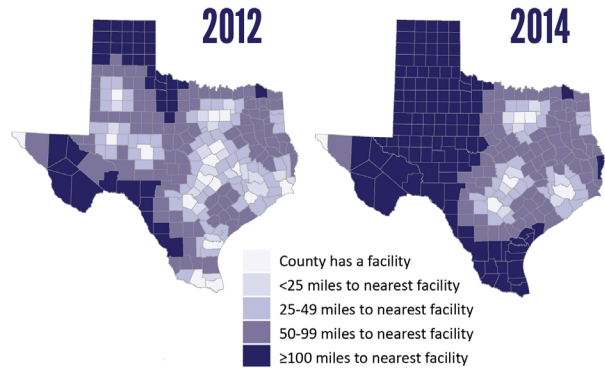 2012
2014
County has a facility
<25 miles to nearest facility
25-49 miles to nearest facility
50-99 miles to nearest facility
≥100 miles to nearest facility